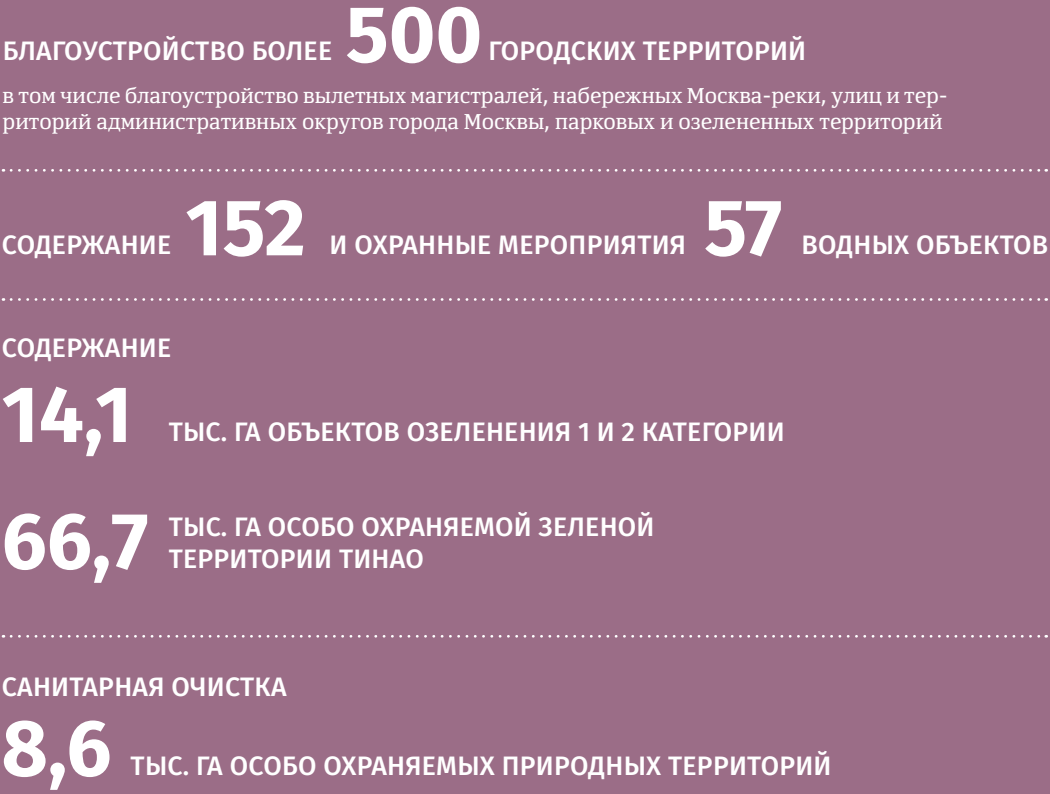 БЛАГОУСТРОЙСТВО БОЛЕЕ 500 ГОРОДСКИХ ТЕРРИТОРИЙ
в том числе благоустройство вылетных магистралей, набережных Москва-реки, улиц и тер-
риторий административных округов города Москвы, парковых и озелененных территорий
СОДЕРЖАНИЕ 152 И ОХРАННЫЕ МЕРОПРИЯТИЯ 57 ВОДНЫХ ОБЪЕКТОВ
СОДЕРЖАНИЕ
14,1 ТЫС. ГА ОБЪЕКТОВ ОЗЕЛЕНЕНИЯ 1 И 2 КАТЕГОРИИ
66,7 ТЫС. ГА ОСОБО ОХРАНЯЕМОЙ ЗЕЛЕНОЙ
ТЕРРИТОРИИ ТИНАО
САНИТАРНАЯ ОЧИСТКА
8,6 ТЫС. ГА ОСОБО ОХРАНЯЕМЫХ ПРИРОДНЫХ ТЕРРИТОРИЙ